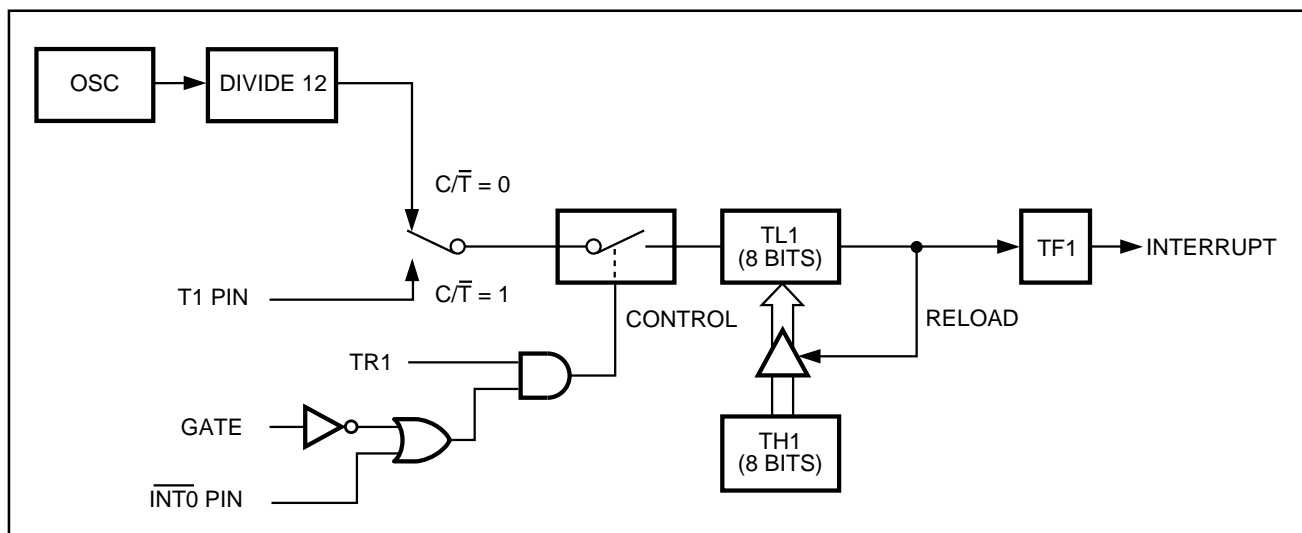 OSC
DIVIDE 12
C/T̅ = 0
TL1
(8 BITS)
TF1
INTERRUPT
T1 PIN
C/T̅ = 1
CONTROL
RELOAD
TR1
GATE
TH1
(8 BITS)
I̅N̅T̅0̅ PIN